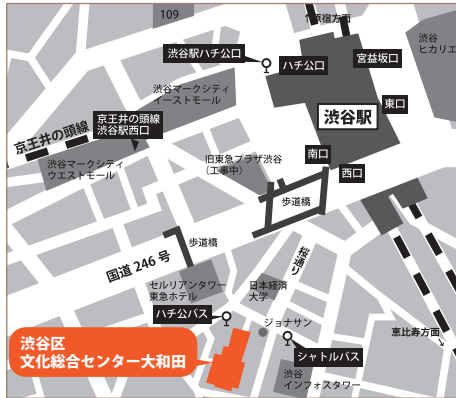 109
原宿方面
渋谷
ヒカリエ
渋谷駅ハチ公口
ハチ公口
宮益坂口
渋谷マークシティ
イーストモール
東口
渋谷駅
京王井の頭線
京王井の頭線
渋谷駅西口
南口
旧東急プラザ渋谷
(工事中)
渋谷マークシティ
ウエストモール
西口
歩道橋
歩道橋
桜通り
国道246号
セルリアンタワー
東急ホテル
日本経済
大学
ハチ公バス
ジョナサン
恵比寿方面
渋谷区
文化総合センター大和田
シャトルバス
渋谷
インフォスタワー